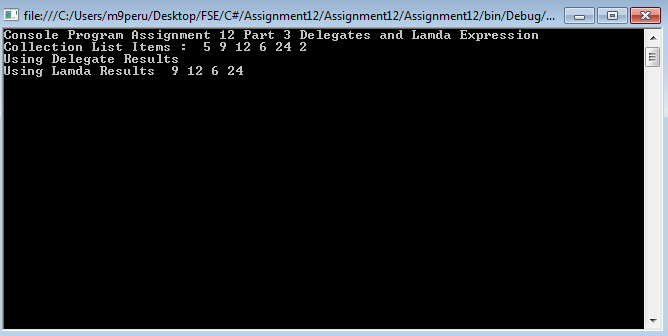 file:///C:/Users/m9peru/Desktop/FSE/C#/Assignment12/Assignment12/Assignment12/bin/Debug/...
Console Program Assignment 12 Part 3 Delegates and Lamda Expression
Collection List Items :  5 9 12 6 24 2
Using Delegate Results
Using Lamda Results  9 12 6 24